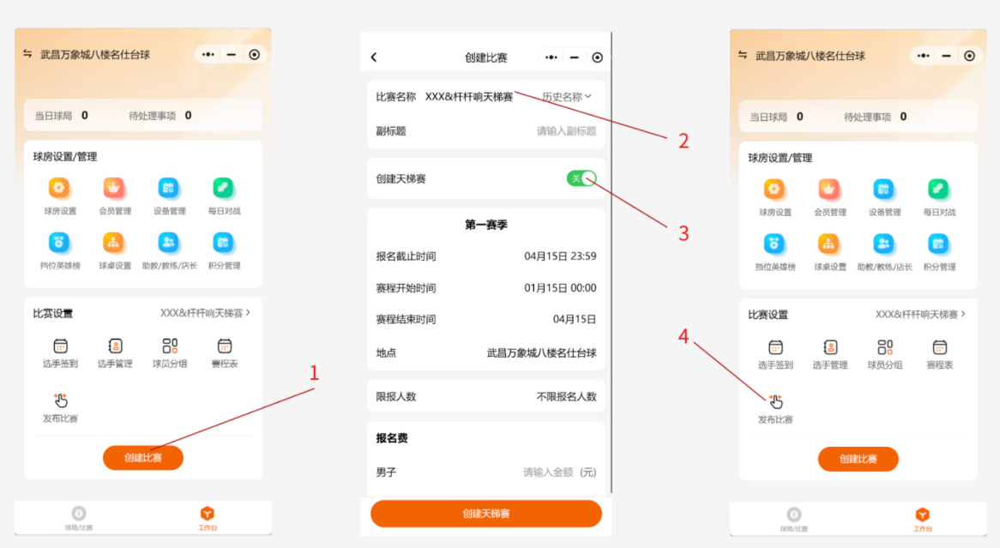 武昌万象城八楼名仕台球
当日球局 0 待处理事项 0
球房设置/管理
球房设置 会员管理 设备管理 每日对战
挡位英雄榜 球桌设置 助教/教练/店长 积分管理
比赛设置 XXX&杆杆响天梯赛
选手签到 选手管理 球员分组 赛程表
1
发布比赛
创建比赛
球局/比赛 工作台
创建比赛
比赛名称 XXX&杆杆响天梯赛 历史名称
副标题 请输入副标题
2
创建天梯赛 关
3
第一赛季
报名截止时间 04月15日 23:59
赛程开始时间 01月15日 00:00
赛程结束时间 04月15日
地点 武昌万象城八楼名仕台球
限报人数 不限报名人数
报名费
男子 请输入金额 (元)
创建天梯赛
武昌万象城八楼名仕台球
当日球局 0 待处理事项 0
球房设置/管理
球房设置 会员管理 设备管理 每日对战
挡位英雄榜 球桌设置 助教/教练/店长 积分管理
比赛设置 XXX&杆杆响天梯赛
4
选手签到 选手管理 球员分组 赛程表
发布比赛
创建比赛
球局/比赛 工作台